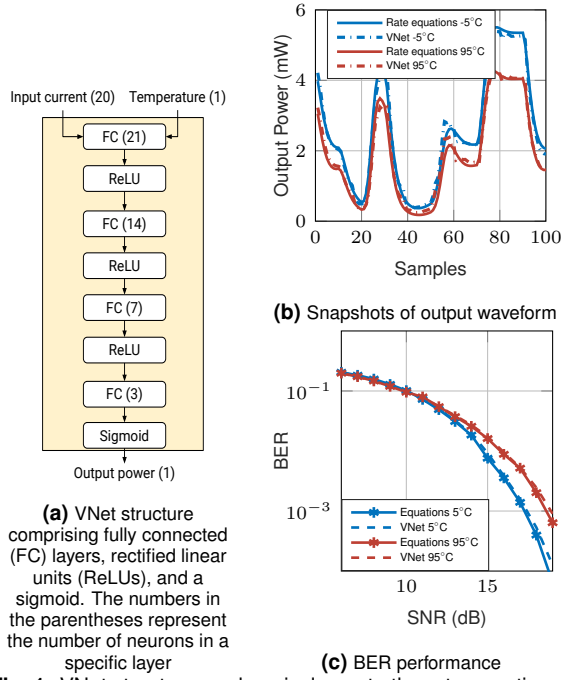 Input current (20)
Temperature (1)
FC (21)
ReLU
FC (14)
ReLU
FC (7)
ReLU
FC (3)
Sigmoid
Output power (1)
(a) VNet structure
comprising fully connected
(FC) layers, rectified linear
units (ReLUs), and a
sigmoid. The numbers in
the parentheses represent
the number of neurons in a
specific layer
Output Power (mW)
6
4
2
0
Rate equations -5°C
VNet -5°C
Rate equations 95°C
VNet 95°C
0 20 40 60 80 100
Samples
(b) Snapshots of output waveform
BER
10⁻¹
10⁻³
Equations 5°C
VNet 5°C
Equations 95°C
VNet 95°C
10 15
SNR (dB)
(c) BER performance